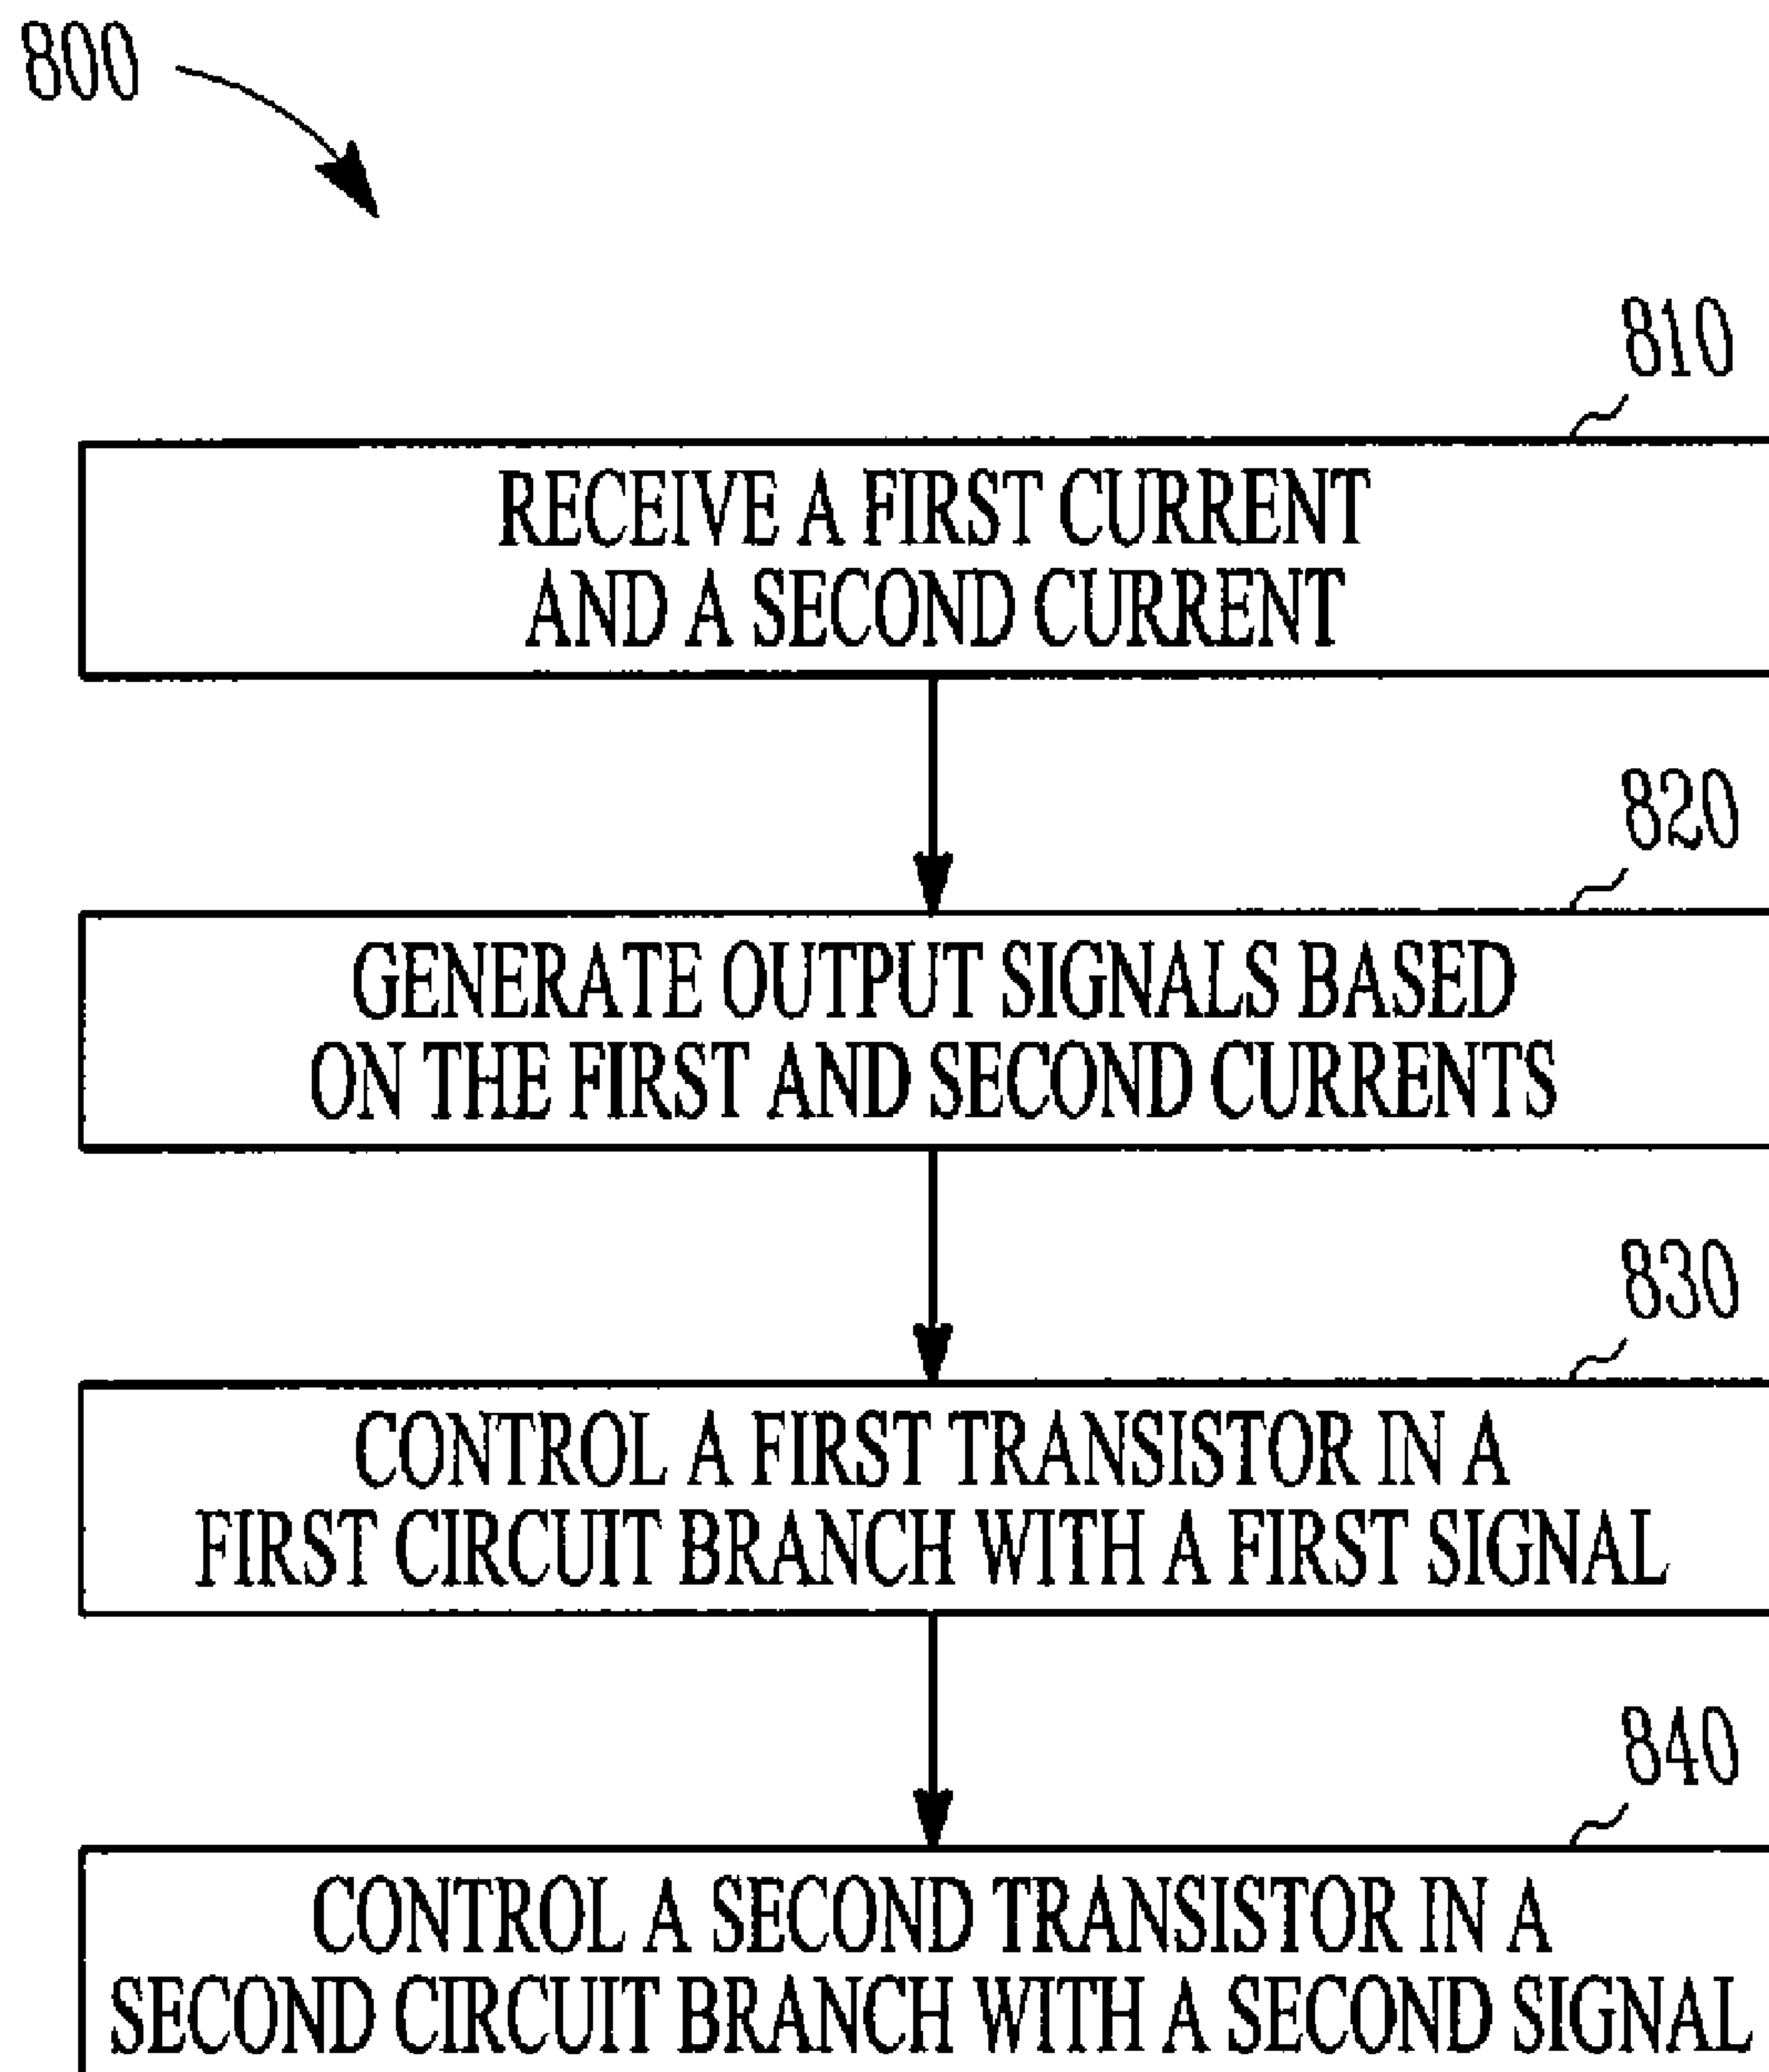 800
810
RECEIVE A FIRST CURRENT
AND A SECOND CURRENT
820
GENERATE OUTPUT SIGNALS BASED
ON THE FIRST AND SECOND CURRENTS
830
CONTROL A FIRST TRANSISTOR IN A
FIRST CIRCUIT BRANCH WITH A FIRST SIGNAL
840
CONTROL A SECOND TRANSISTOR IN A
SECOND CIRCUIT BRANCH WITH A SECOND SIGNAL